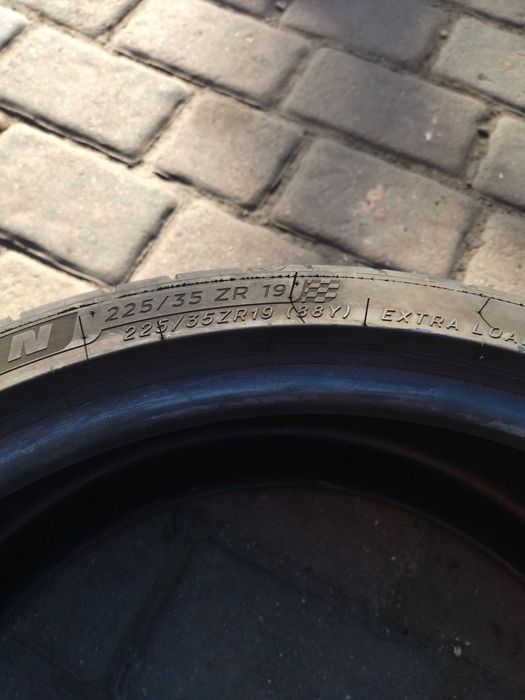 N
225/35 ZR 19
225/35ZR19 (88Y) EXTRA LOA